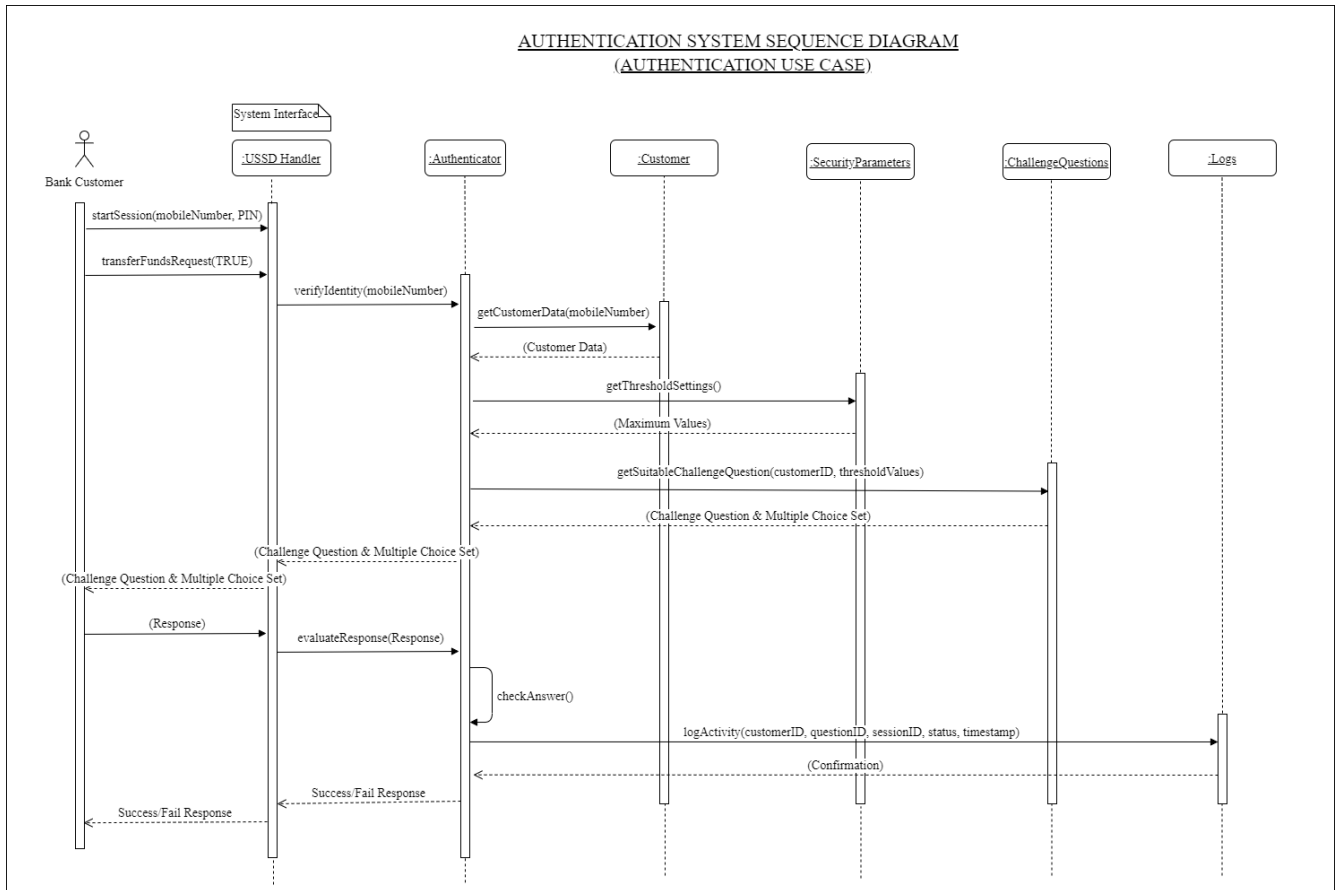 AUTHENTICATION SYSTEM SEQUENCE DIAGRAM
(AUTHENTICATION USE CASE)
System Interface
Bank Customer
:USSD Handler
:Authenticator
:Customer
:SecurityParameters
:ChallengeQuestions
:Logs
startSession(mobileNumber, PIN)
transferFundsRequest(TRUE)
verifyIdentity(mobileNumber)
getCustomerData(mobileNumber)
(Customer Data)
getThresholdSettings()
(Maximum Values)
getSuitableChallengeQuestion(customerID, thresholdValues)
(Challenge Question & Multiple Choice Set)
(Challenge Question & Multiple Choice Set)
(Challenge Question & Multiple Choice Set)
(Response)
evaluateResponse(Response)
checkAnswer()
logActivity(customerID, questionID, sessionID, status, timestamp)
(Confirmation)
Success/Fail Response
Success/Fail Response